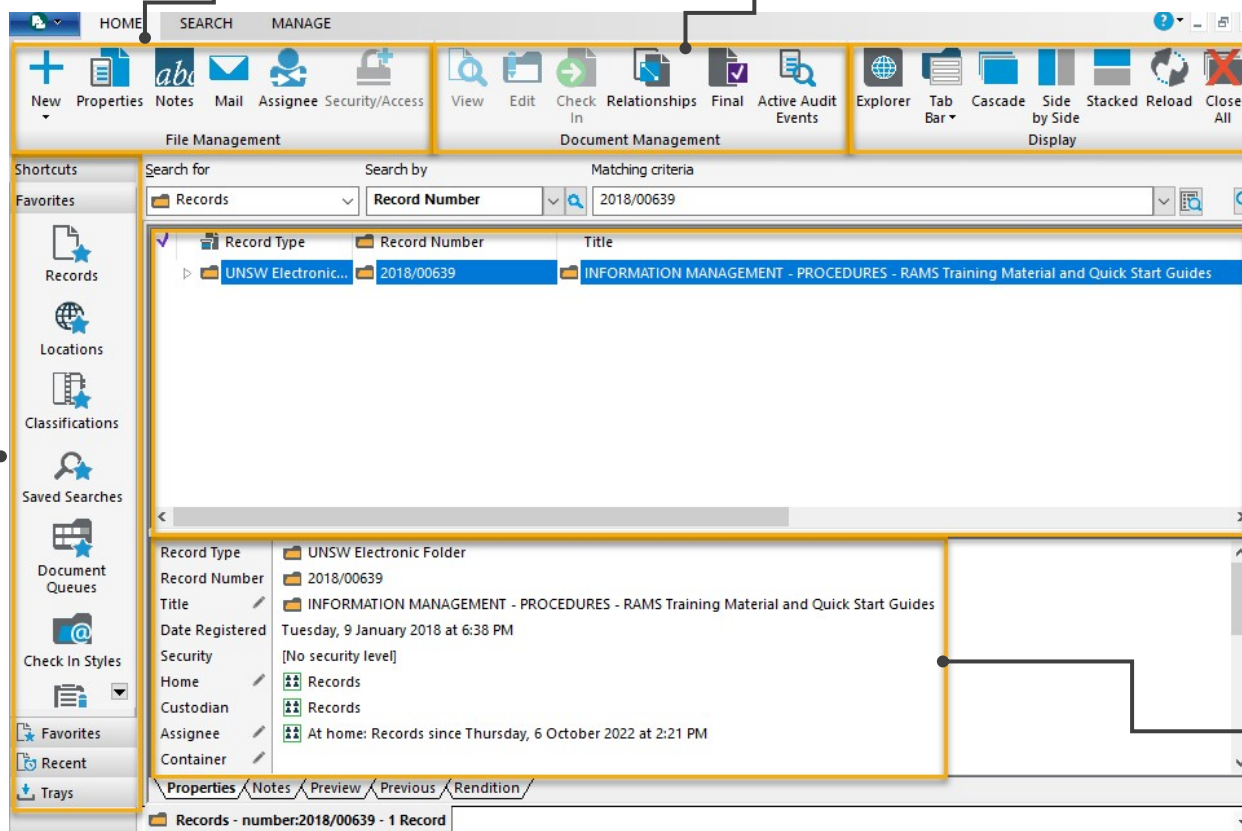 HOME SEARCH MANAGE
New Properties Notes Mail Assignee Security/Access View Edit Check In Relationships Final Active Audit Events Explorer Tab Bar Cascade Side by Side Stacked Reload Close All
abc
File Management Document Management Display
Shortcuts
Search for Search by Matching criteria
Favorites
Records Record Number 2018/00639
Record Type Record Number Title
UNSW Electronic... 2018/00639 INFORMATION MANAGEMENT - PROCEDURES - RAMS Training Material and Quick Start Guides
Records
Locations
Classifications
Saved Searches
Document
Queues
Check In Styles
Favorites
Recent
Trays
Record Type UNSW Electronic Folder
Record Number 2018/00639
Title INFORMATION MANAGEMENT - PROCEDURES - RAMS Training Material and Quick Start Guides
Date Registered Tuesday, 9 January 2018 at 6:38 PM
Security [No security level]
Home Records
Custodian Records
Assignee At home: Records since Thursday, 6 October 2022 at 2:21 PM
Container
Properties Notes Preview Previous Rendition
Records - number:2018/00639 - 1 Record